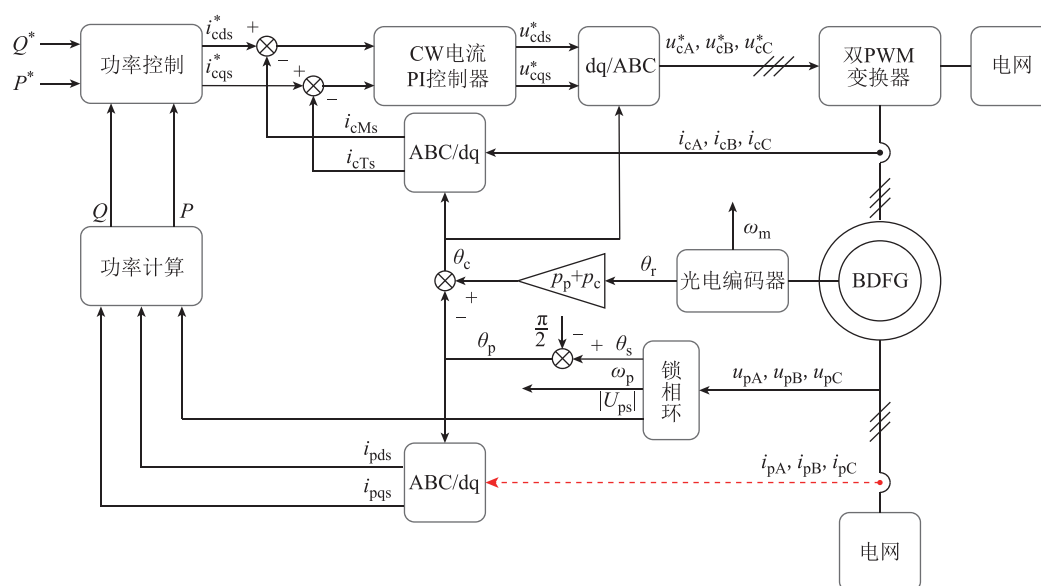 Q*
P*
功率控制
i*cds
i*cqs
+
−
+
−
CW电流
PI控制器
u*cds
u*cqs
dq/ABC
u*cA, u*cB, u*cC
双PWM
变换器
电网
icMs
icTs
ABC/dq
icA, icB, icC
Q
P
功率计算
θc
+
−
pp+pc
θr
光电编码器
ωm
BDFG
θp
π/2
−
+
θs
ωp
|Ups|
锁相环
upA, upB, upC
ipds
ipqs
ABC/dq
ipA, ipB, ipC
电网